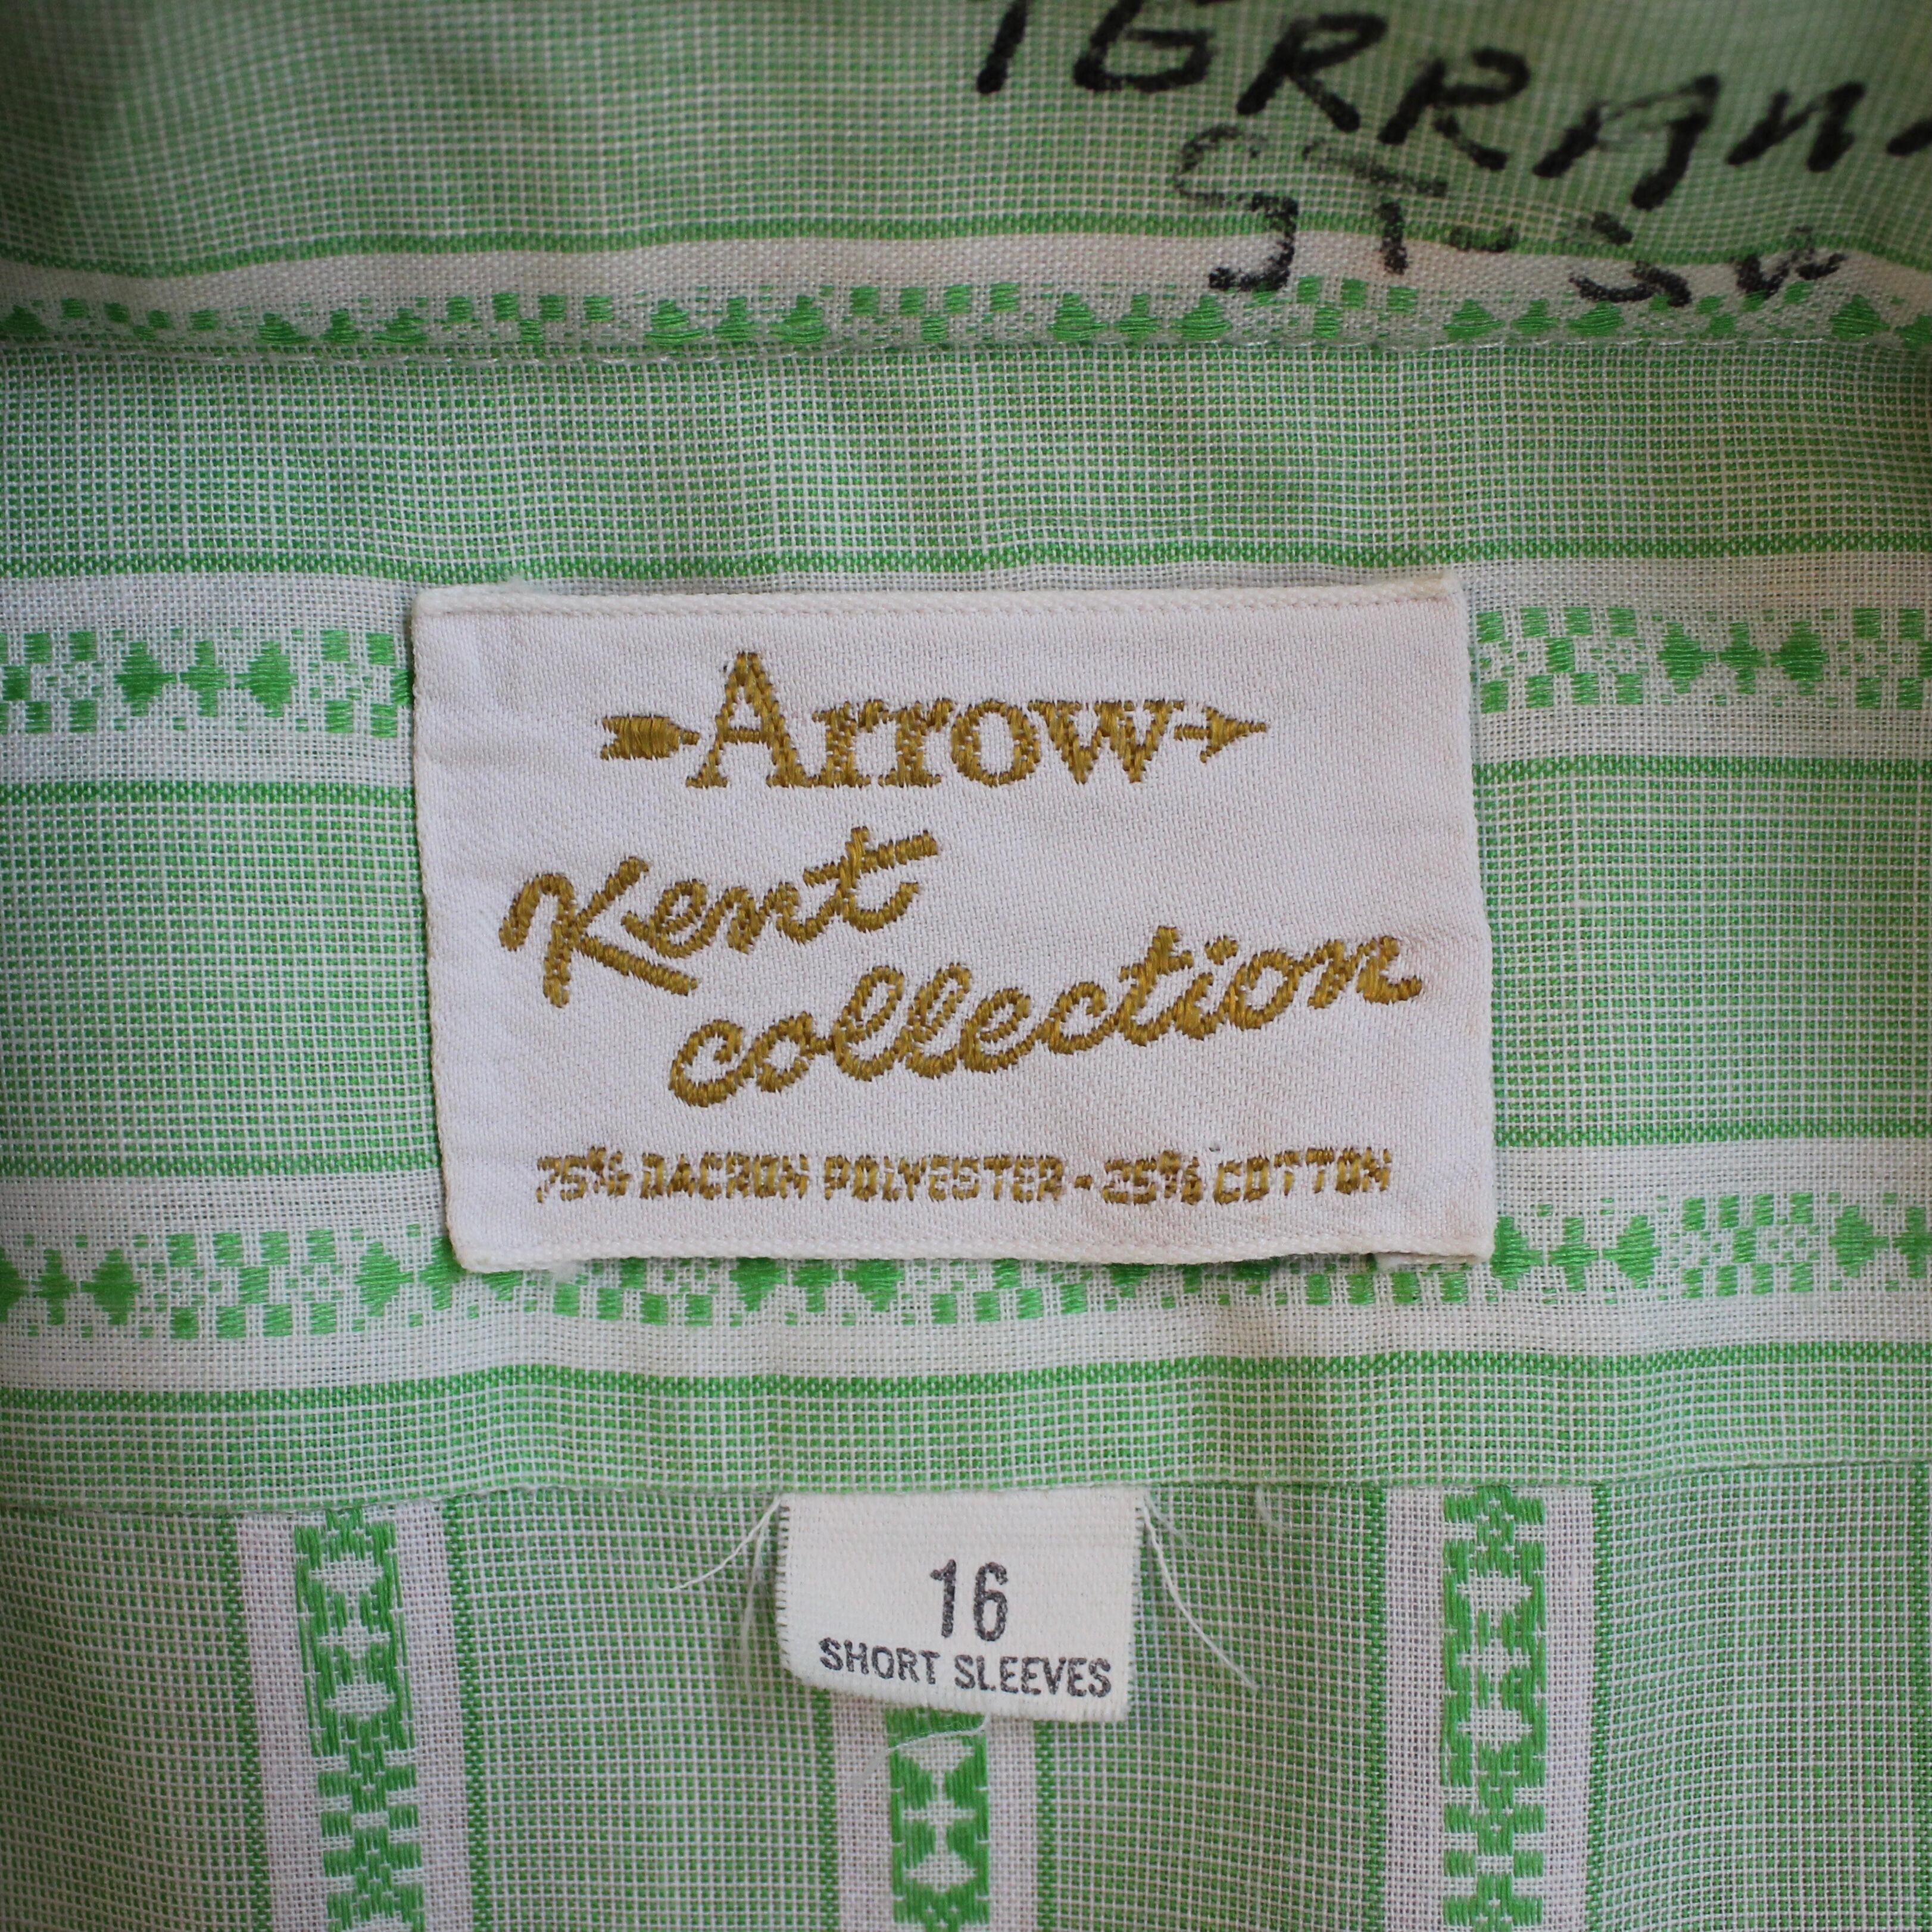 Arrow
Kent
collection
75% DACRON POLYESTER - 25% COTTON
16
SHORT SLEEVES